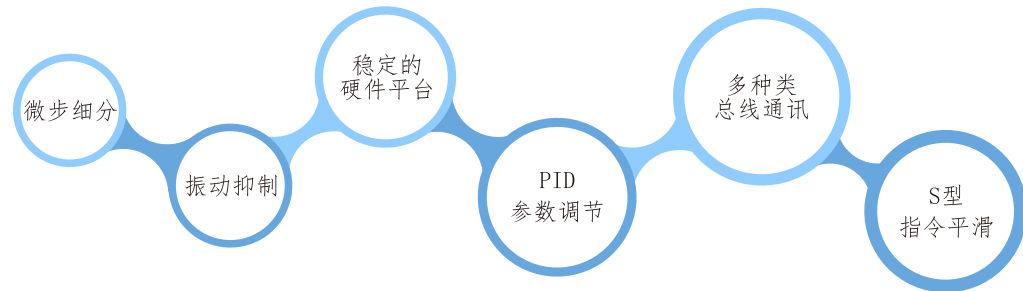 微步细分
振动抑制
稳定的
硬件平台
PID
参数调节
多种类
总线通讯
S型
指令平滑